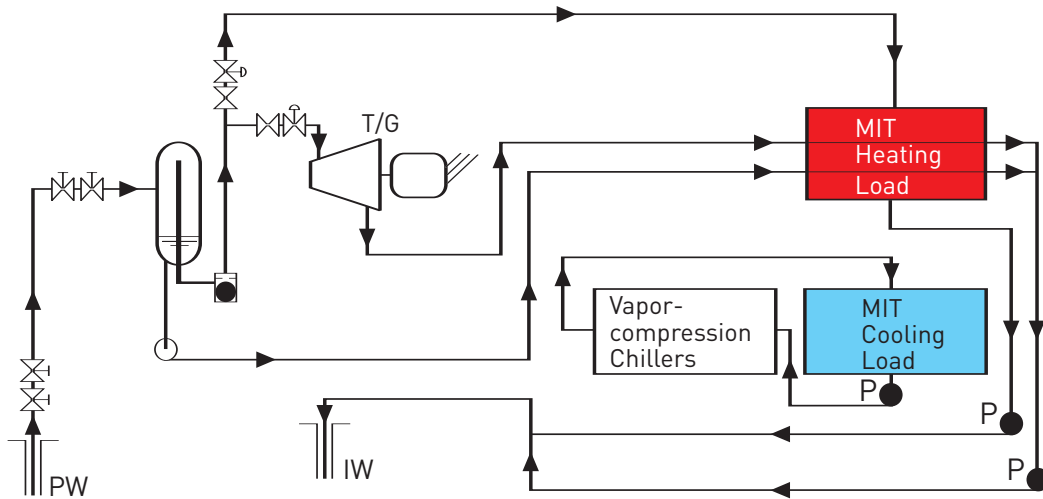 T/G
MIT
Heating
Load
Vapor-
compression
Chillers
MIT
Cooling
Load
P
P
P
PW
IW